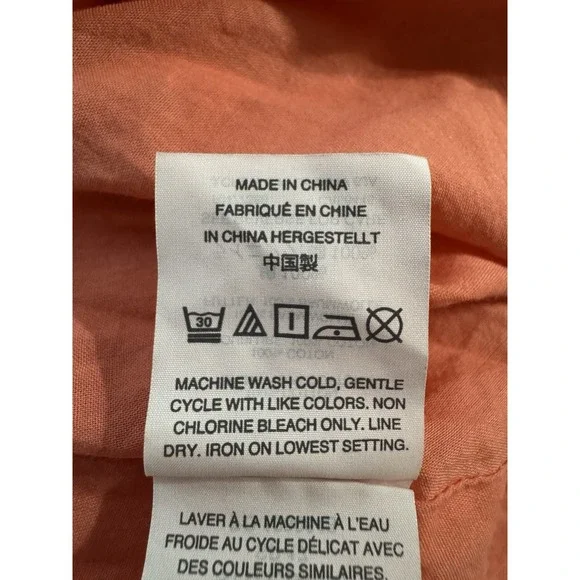 MADE IN CHINA
FABRIQUÉ EN CHINE
IN CHINA HERGESTELLT
中国製
30
MACHINE WASH COLD, GENTLE
CYCLE WITH LIKE COLORS. NON
CHLORINE BLEACH ONLY. LINE
DRY. IRON ON LOWEST SETTING.
LAVER À LA MACHINE À L'EAU
FROIDE AU CYCLE DÉLICAT AVEC
DES COULEURS SIMILAIRES.